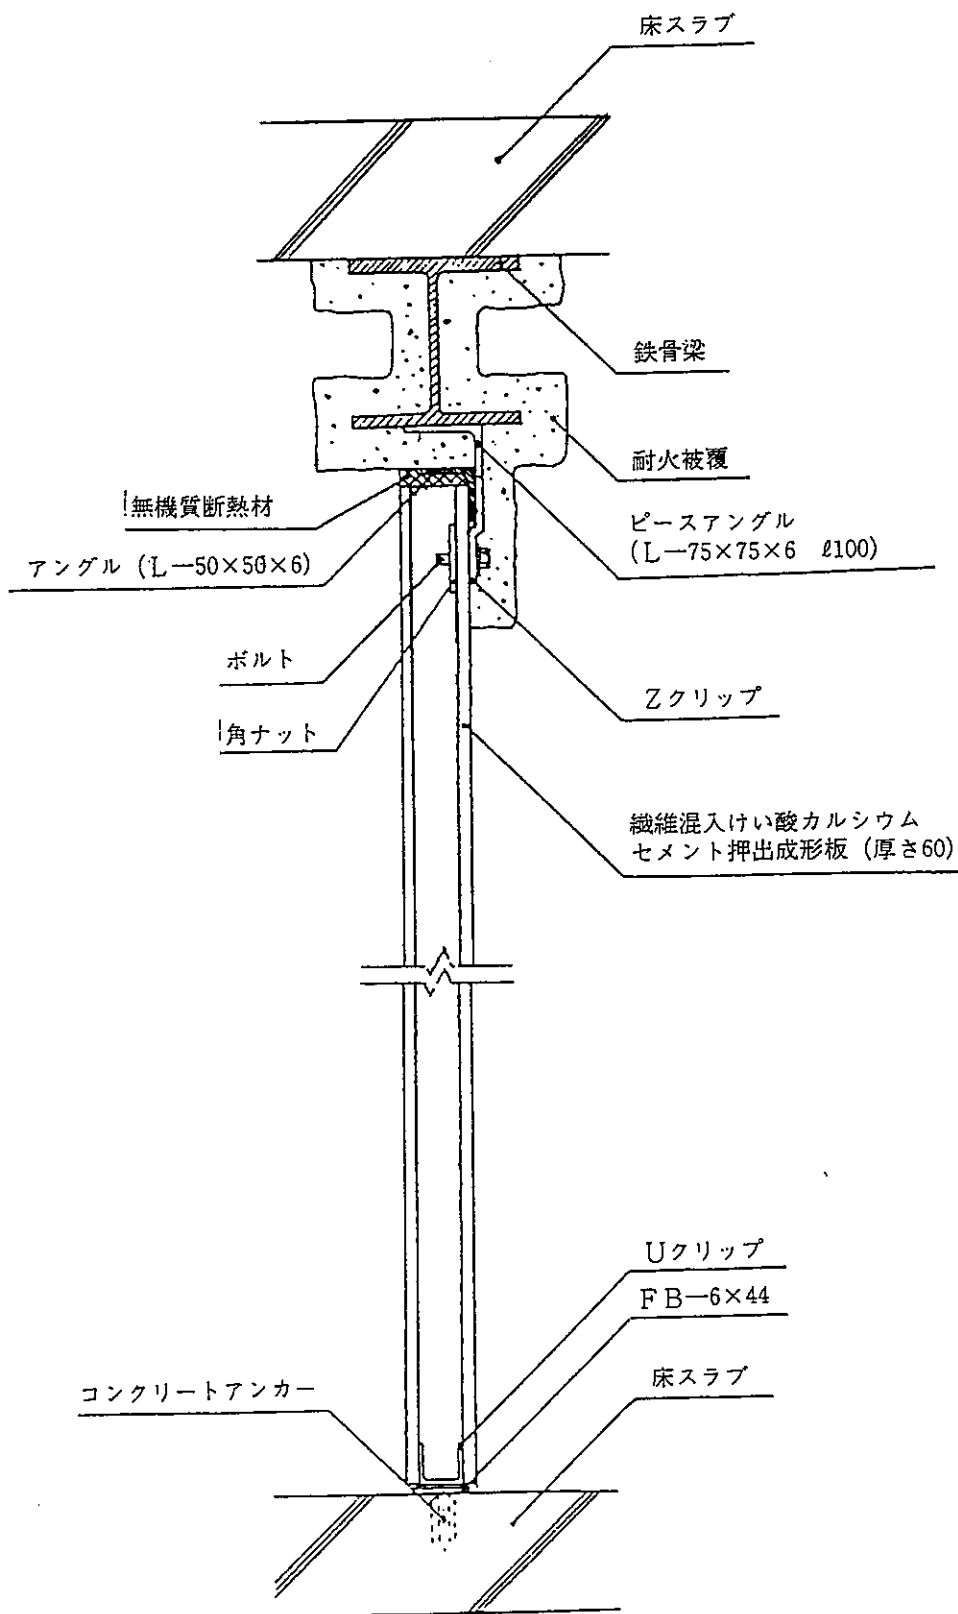 床スラブ
鉄骨梁
耐火被覆
無機質断熱材
ピースアングル
(L—75×75×6 ℓ100)
アングル (L—50×50×6)
ボルト
Zクリップ
角ナット
繊維混入けい酸カルシウム
セメント押出成形板 (厚さ60)
Uクリップ
FB—6×44
床スラブ
コンクリートアンカー